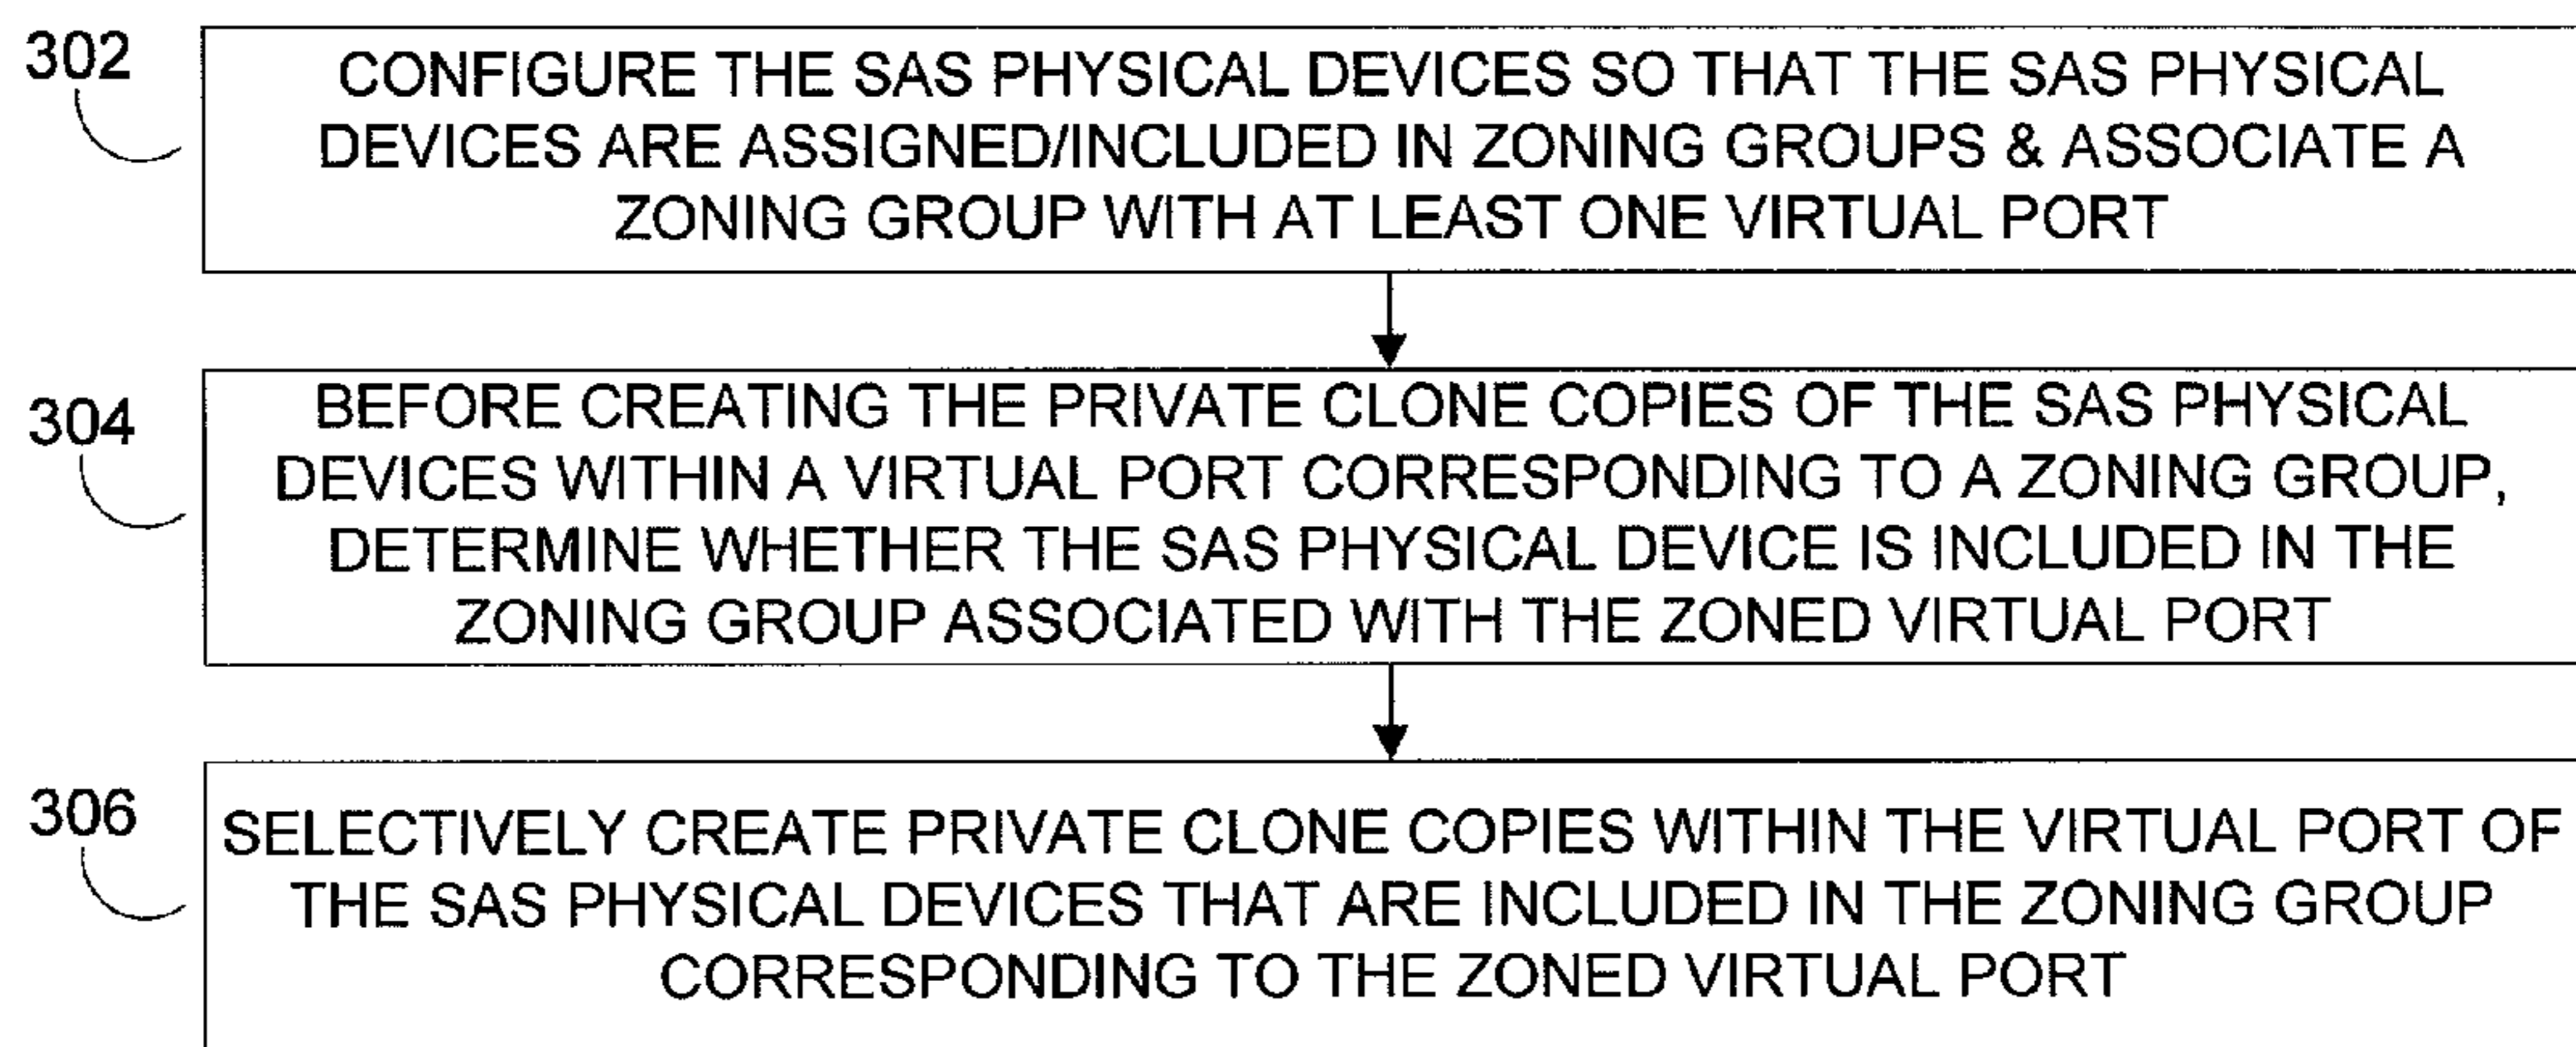 302
CONFIGURE THE SAS PHYSICAL DEVICES SO THAT THE SAS PHYSICAL
DEVICES ARE ASSIGNED/INCLUDED IN ZONING GROUPS & ASSOCIATE A
ZONING GROUP WITH AT LEAST ONE VIRTUAL PORT
304
BEFORE CREATING THE PRIVATE CLONE COPIES OF THE SAS PHYSICAL
DEVICES WITHIN A VIRTUAL PORT CORRESPONDING TO A ZONING GROUP,
DETERMINE WHETHER THE SAS PHYSICAL DEVICE IS INCLUDED IN THE
ZONING GROUP ASSOCIATED WITH THE ZONED VIRTUAL PORT
306
SELECTIVELY CREATE PRIVATE CLONE COPIES WITHIN THE VIRTUAL PORT OF
THE SAS PHYSICAL DEVICES THAT ARE INCLUDED IN THE ZONING GROUP
CORRESPONDING TO THE ZONED VIRTUAL PORT